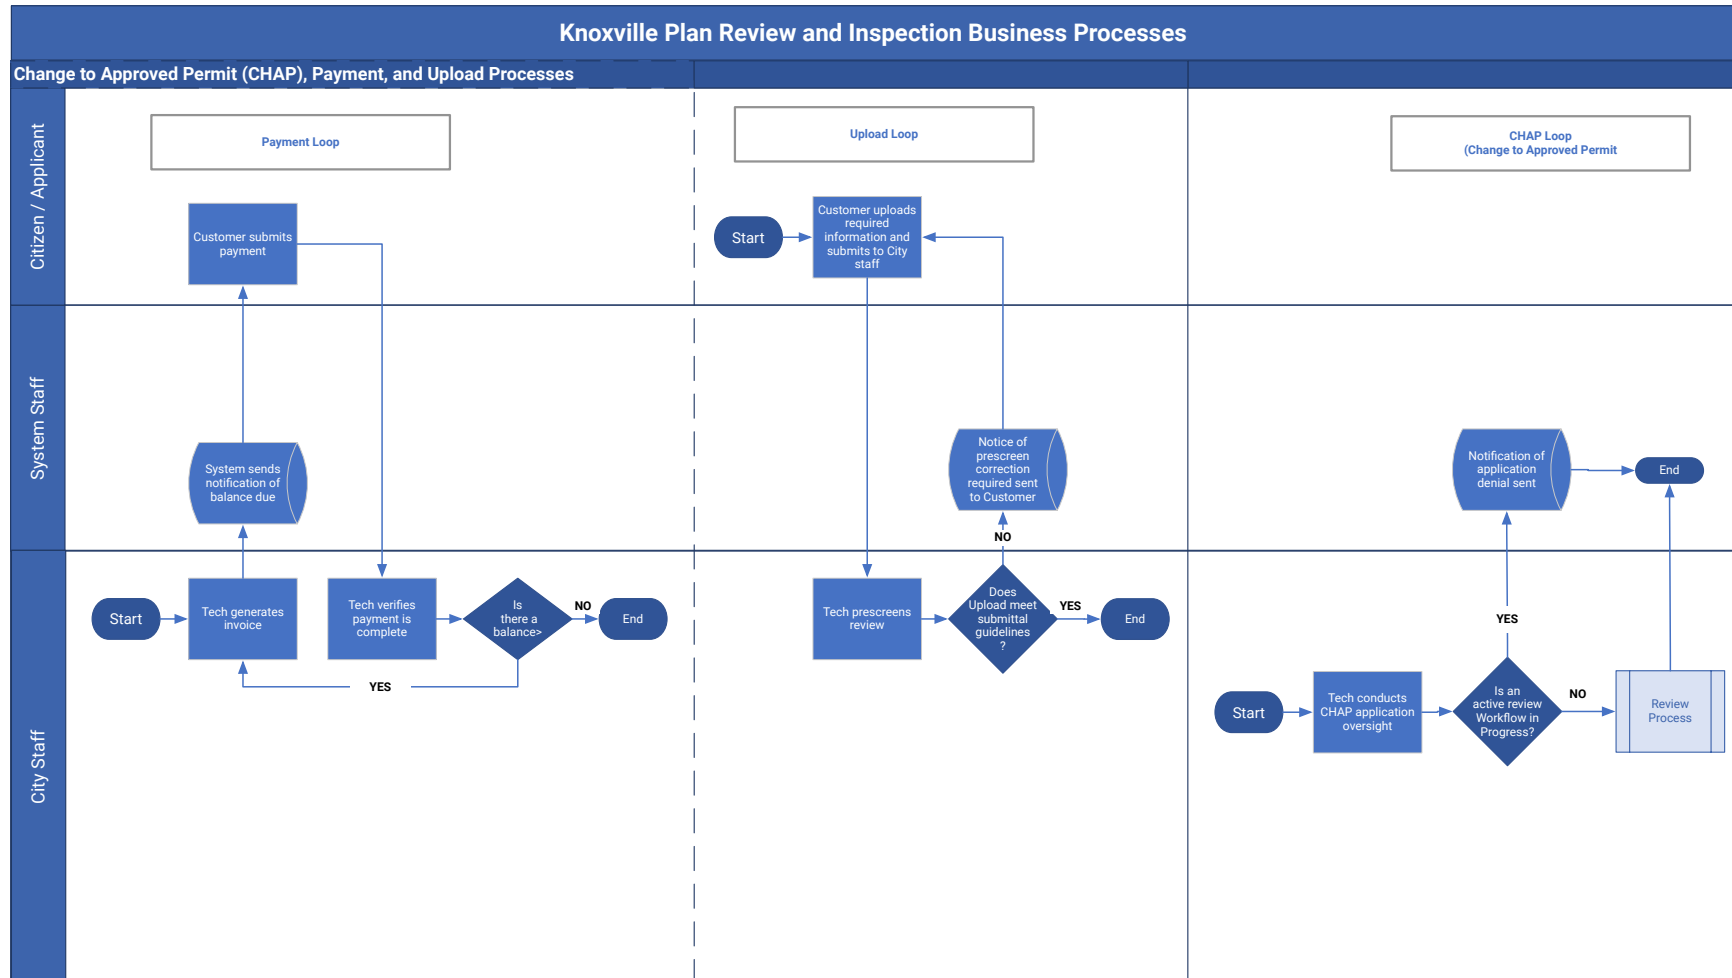 Knoxville Plan Review and Inspection Business Processes
Change to Approved Permit (CHAP), Payment, and Upload Processes
Citizen / Applicant
Payment Loop
Upload Loop
CHAP Loop
(Change to Approved Permit
Customer submits
payment
Start
Customer uploads
required
information and
submits to City
staff
System Staff
System sends
notification of
balance due
Notice of
prescreen
correction
required sent
to Customer
Notification of
application
denial sent
End
NO
City Staff
Start
Tech generates
invoice
Tech verifies
payment is
complete
Is
there a
balance>
NO
End
YES
Tech prescreens
review
Does
Upload meet
submittal
guidelines
?
YES
End
YES
Start
Tech conducts
CHAP application
oversight
Is an
active review
Workflow in
Progress?
NO
Review
Process